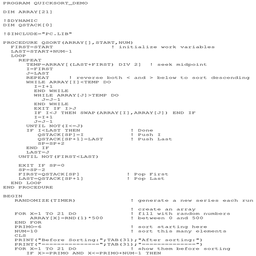 PROGRAM QUICKSORT_DEMO
DIM ARRAY[21]
!$DYNAMIC
DIM QSTACK[0]
!$INCLUDE="PC.LIB"
PROCEDURE QSORT(ARRAY[],START,NUM)
FIRST=START ! initialize work variables
LAST=START+NUM-1
LOOP
REPEAT
TEMP=ARRAY[(LAST+FIRST) DIV 2] ! seek midpoint
I=FIRST
J=LAST
REPEAT ! reverse both < and > below to sort descending
WHILE ARRAY[I]<TEMP DO
I=I+1
END WHILE
WHILE ARRAY[J]>TEMP DO
J=J-1
END WHILE
EXIT IF I>J
IF I<J THEN SWAP(ARRAY[I],ARRAY[J]) END IF
I=I+1
J=J-1
UNTIL NOT(I<=J)
IF I<LAST THEN ! Done
QSTACK[SP]=I ! Push I
QSTACK[SP+1]=LAST ! Push Last
SP=SP+2
END IF
LAST=J
UNTIL NOT(FIRST<LAST)
EXIT IF SP=0
SP=SP-2
FIRST=QSTACK[SP] ! Pop First
LAST=QSTACK[SP+1] ! Pop Last
END LOOP
END PROCEDURE
BEGIN
RANDOMIZE(TIMER) ! generate a new series each run
! create an array
FOR X=1 TO 21 DO ! fill with random numbers
ARRAY[X]=RND(1)*500 ! between 0 and 500
END FOR
PRIMO=6 ! sort starting here
NUM=10 ! sort this many elements
CLS
PRINT("Before Sorting:";TAB(31);"After sorting:")
PRINT("===============";TAB(31);"==============")
FOR X=1 TO 21 DO ! show them before sorting
IF X>=PRIMO AND X<=PRIMO+NUM-1 THEN